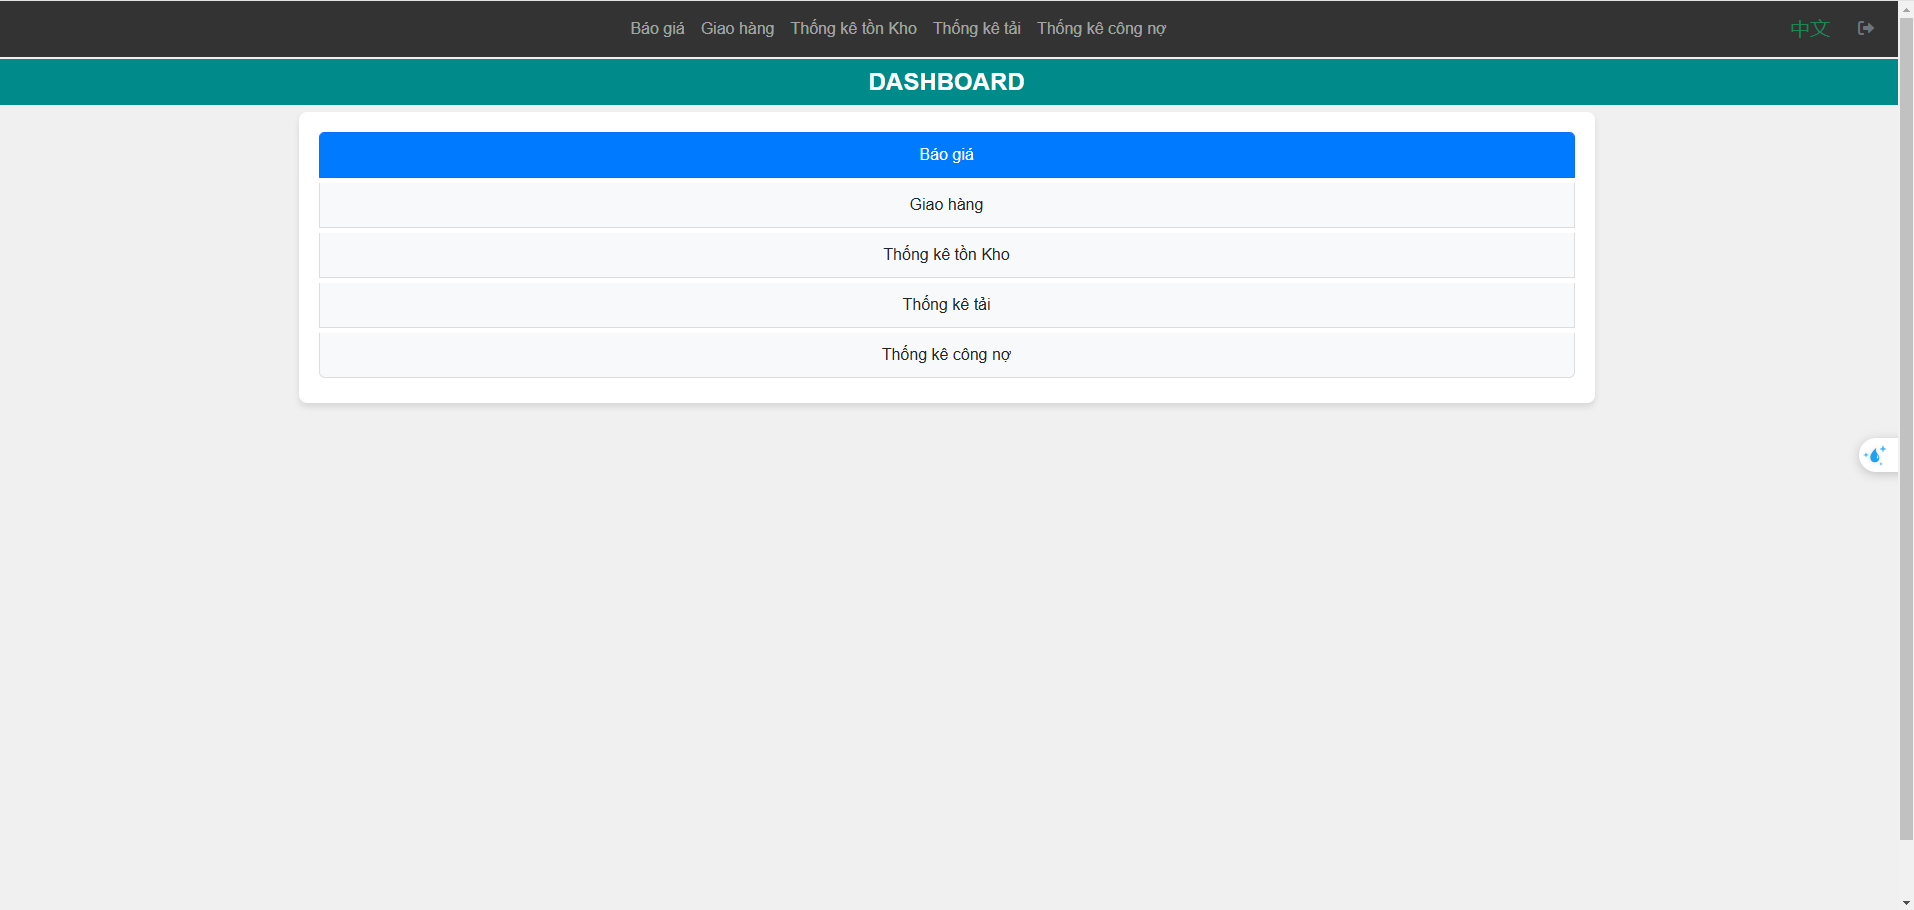 Báo giá Giao hàng Thống kê tồn Kho Thống kê tải Thống kê công nợ 中文
DASHBOARD
Báo giá
Giao hàng
Thống kê tồn Kho
Thống kê tải
Thống kê công nợ